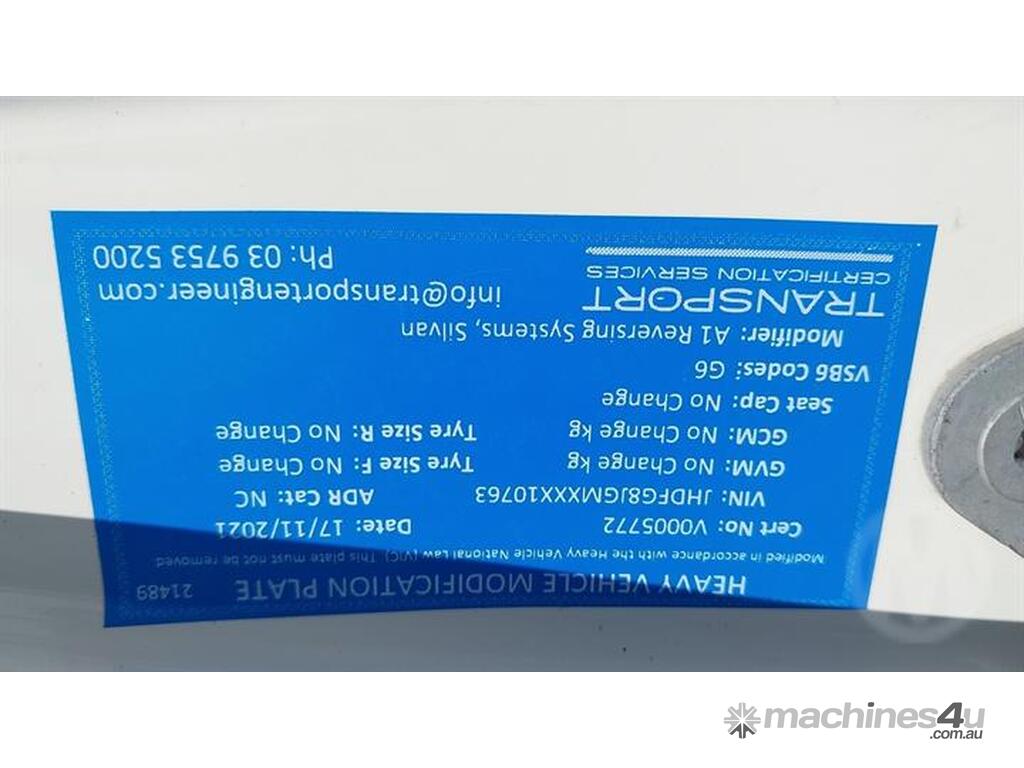 HEAVY VEHICLE MODIFICATION PLATE 21489
Modified in accordance with the Heavy Vehicle National Law (VIC) This plate must not be removed
Cert No: V0005772 Date: 17/11/2021
VIN: JHDFG8JGMXXX10763 ADR Cat: NC
GVM: No Change kg Tyre Size F: No Change
GCM: No Change kg Tyre Size R: No Change
Seat Cap: No Change
VSB6 Codes: G6
Modifier: A1 Reversing Systems, Silvan
TRANSPORT
CERTIFICATION SERVICES
info@transportengineer.com
Ph: 03 9753 5200
machines4u
.com.au